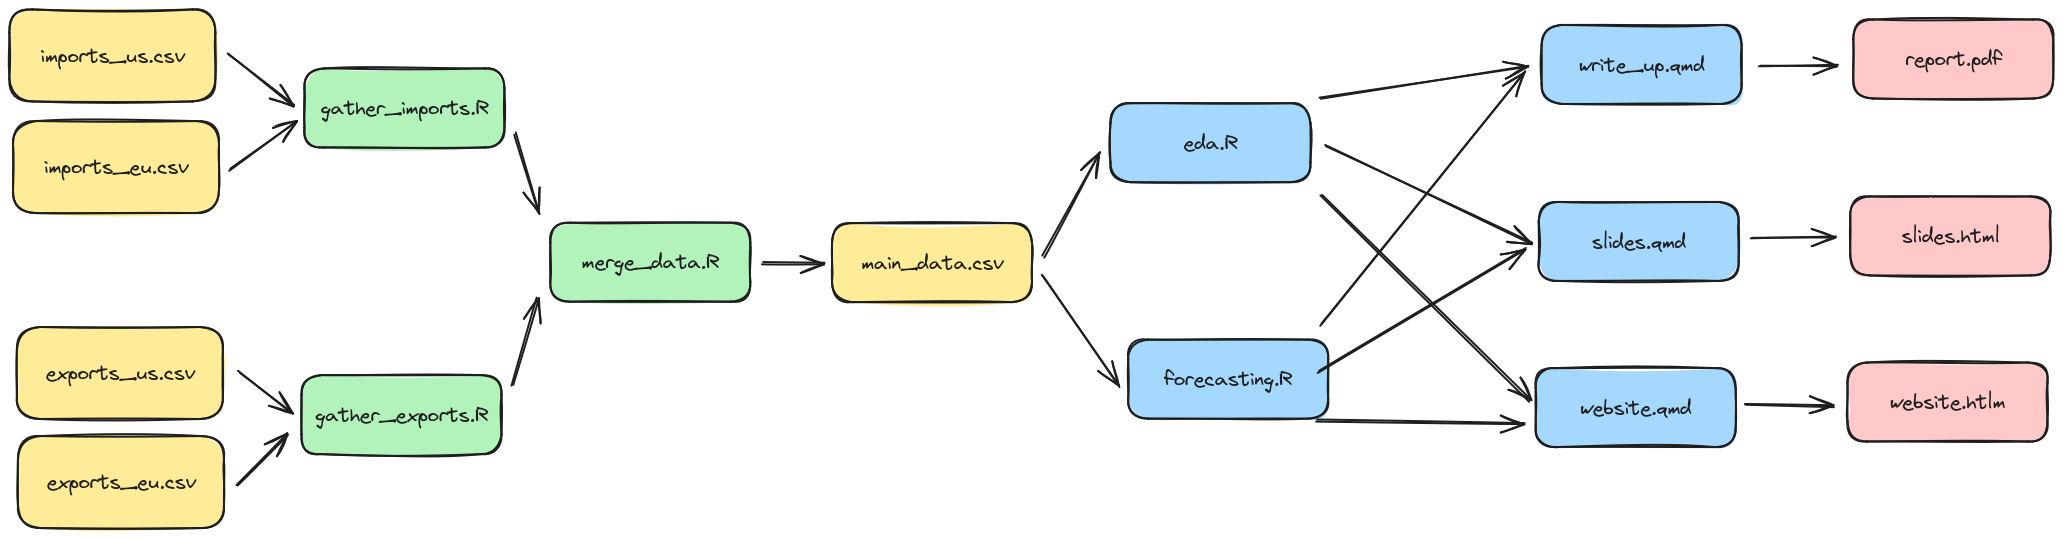 imports_us.csv
imports_eu.csv
exports_us.csv
exports_eu.csv
gather_imports.R
gather_exports.R
merge_data.R
main_data.csv
eda.R
forecasting.R
write_up.qmd
slides.qmd
website.qmd
report.pdf
slides.html
website.htlm